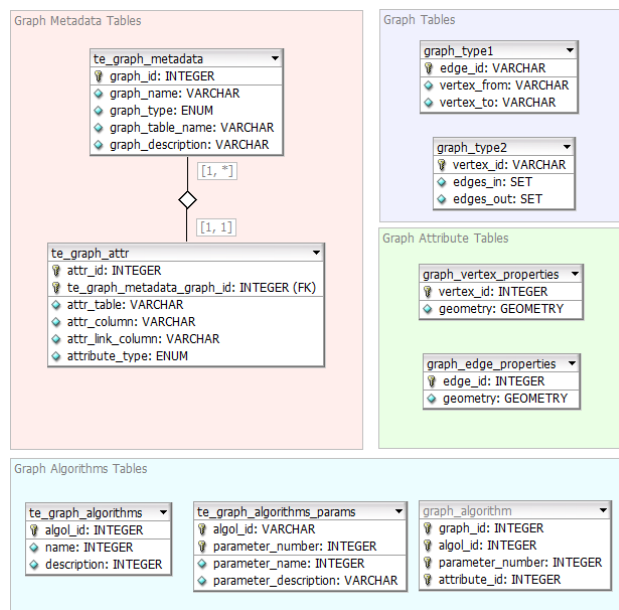 Graph Metadata Tables
te_graph_metadata
graph_id: INTEGER
graph_name: VARCHAR
graph_type: ENUM
graph_table_name: VARCHAR
graph_description: VARCHAR
[1, *]
[1, 1]
te_graph_attr
attr_id: INTEGER
te_graph_metadata_graph_id: INTEGER (FK)
attr_table: VARCHAR
attr_column: VARCHAR
attr_link_column: VARCHAR
attribute_type: ENUM
Graph Tables
graph_type1
edge_id: VARCHAR
vertex_from: VARCHAR
vertex_to: VARCHAR
graph_type2
vertex_id: VARCHAR
edges_in: SET
edges_out: SET
Graph Attribute Tables
graph_vertex_properties
vertex_id: INTEGER
geometry: GEOMETRY
graph_edge_properties
edge_id: INTEGER
geometry: GEOMETRY
Graph Algorithms Tables
te_graph_algorithms
algol_id: INTEGER
name: INTEGER
description: INTEGER
te_graph_algorithms_params
algol_id: VARCHAR
parameter_number: INTEGER
parameter_name: INTEGER
parameter_description: VARCHAR
graph_algorithm
graph_id: INTEGER
algol_id: INTEGER
parameter_number: INTEGER
attribute_id: INTEGER